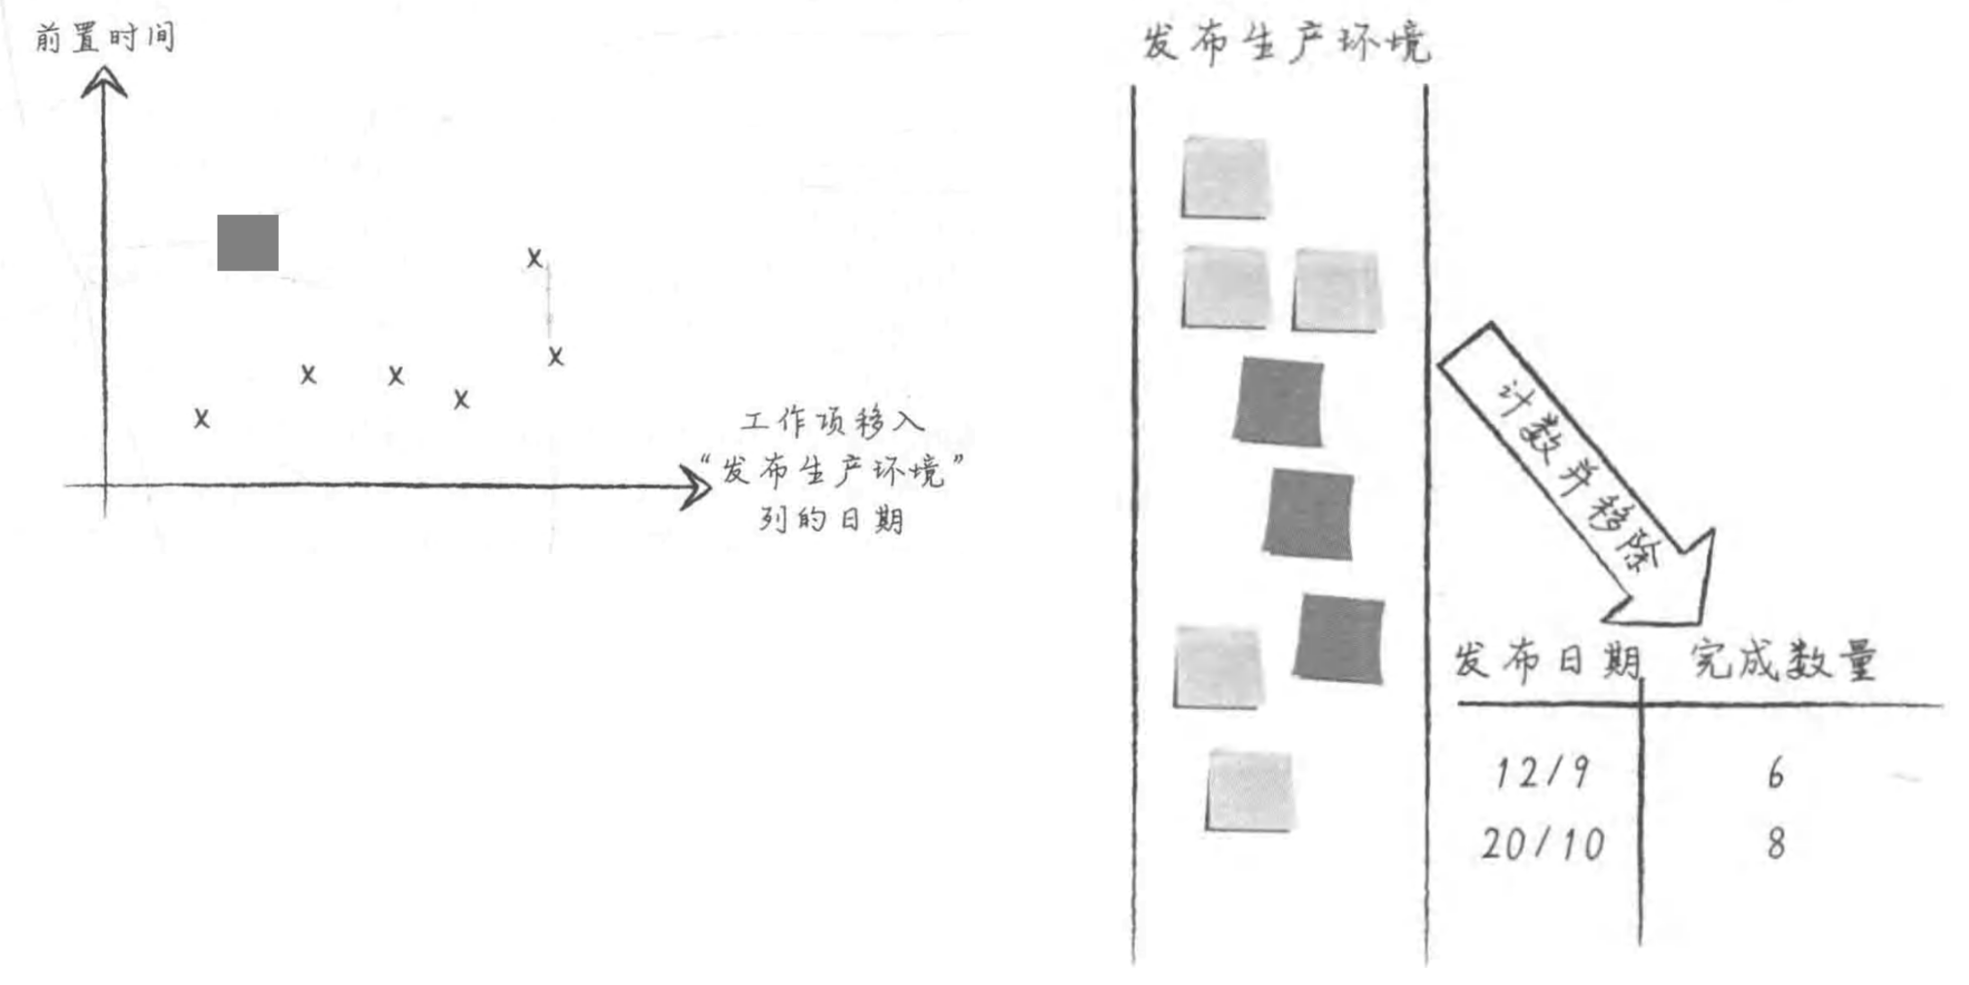 前置时间
x
x
x
x
x
x
工作项移入
“发布生产环境”
列的日期
发布生产环境
计数并移除
发布日期 完成数量
12/9 6
20/10 8